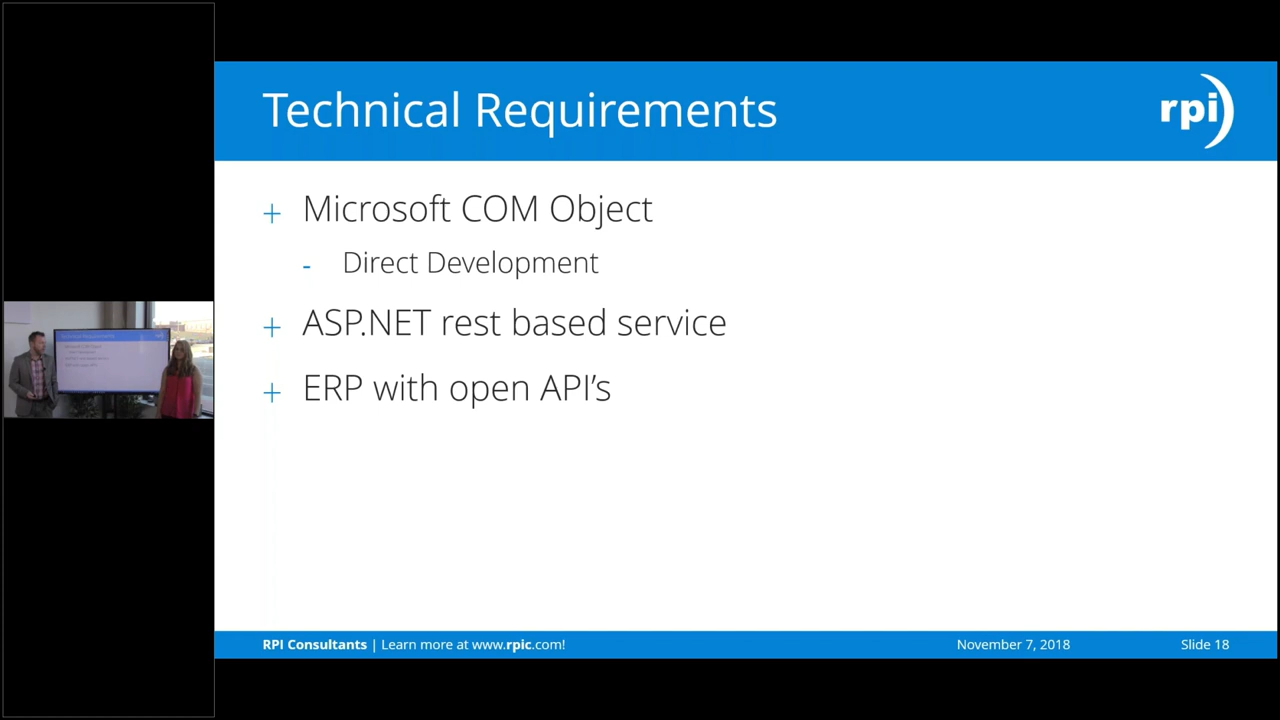 Technical Requirements
rpi
+ Microsoft COM Object
- Direct Development
+ ASP.NET rest based service
+ ERP with open API's
RPI Consultants | Learn more at www.rpic.com!
November 7, 2018
Slide 18